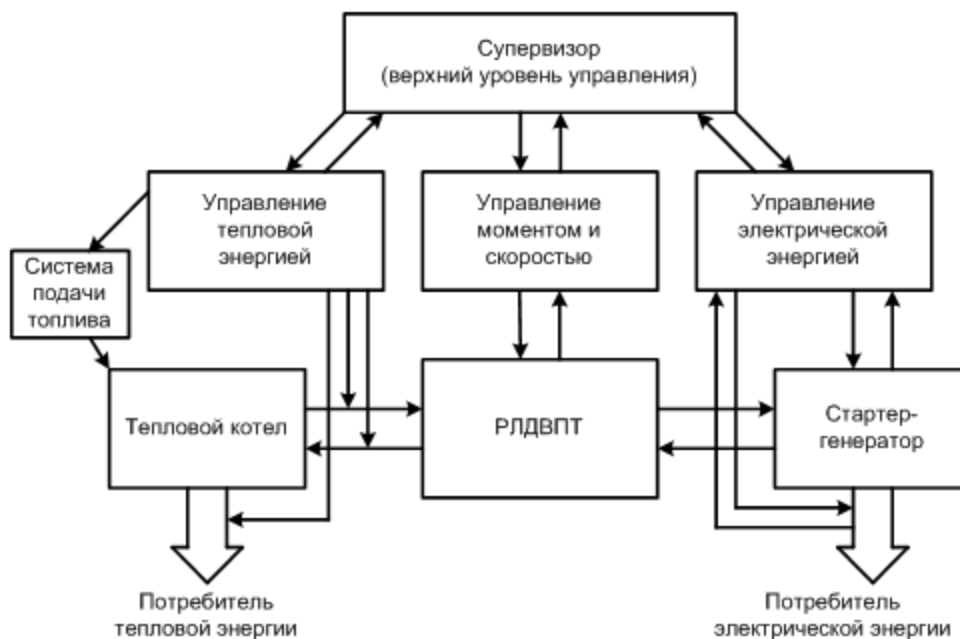 Супервизор
(верхний уровень управления)
Управление
тепловой
энергией
Управление
моментом и
скоростью
Управление
электрической
энергией
Система
подачи
топлива
Тепловой котел
РЛДВПТ
Стартер-
генератор
Потребитель
тепловой энергии
Потребитель
электрической энергии